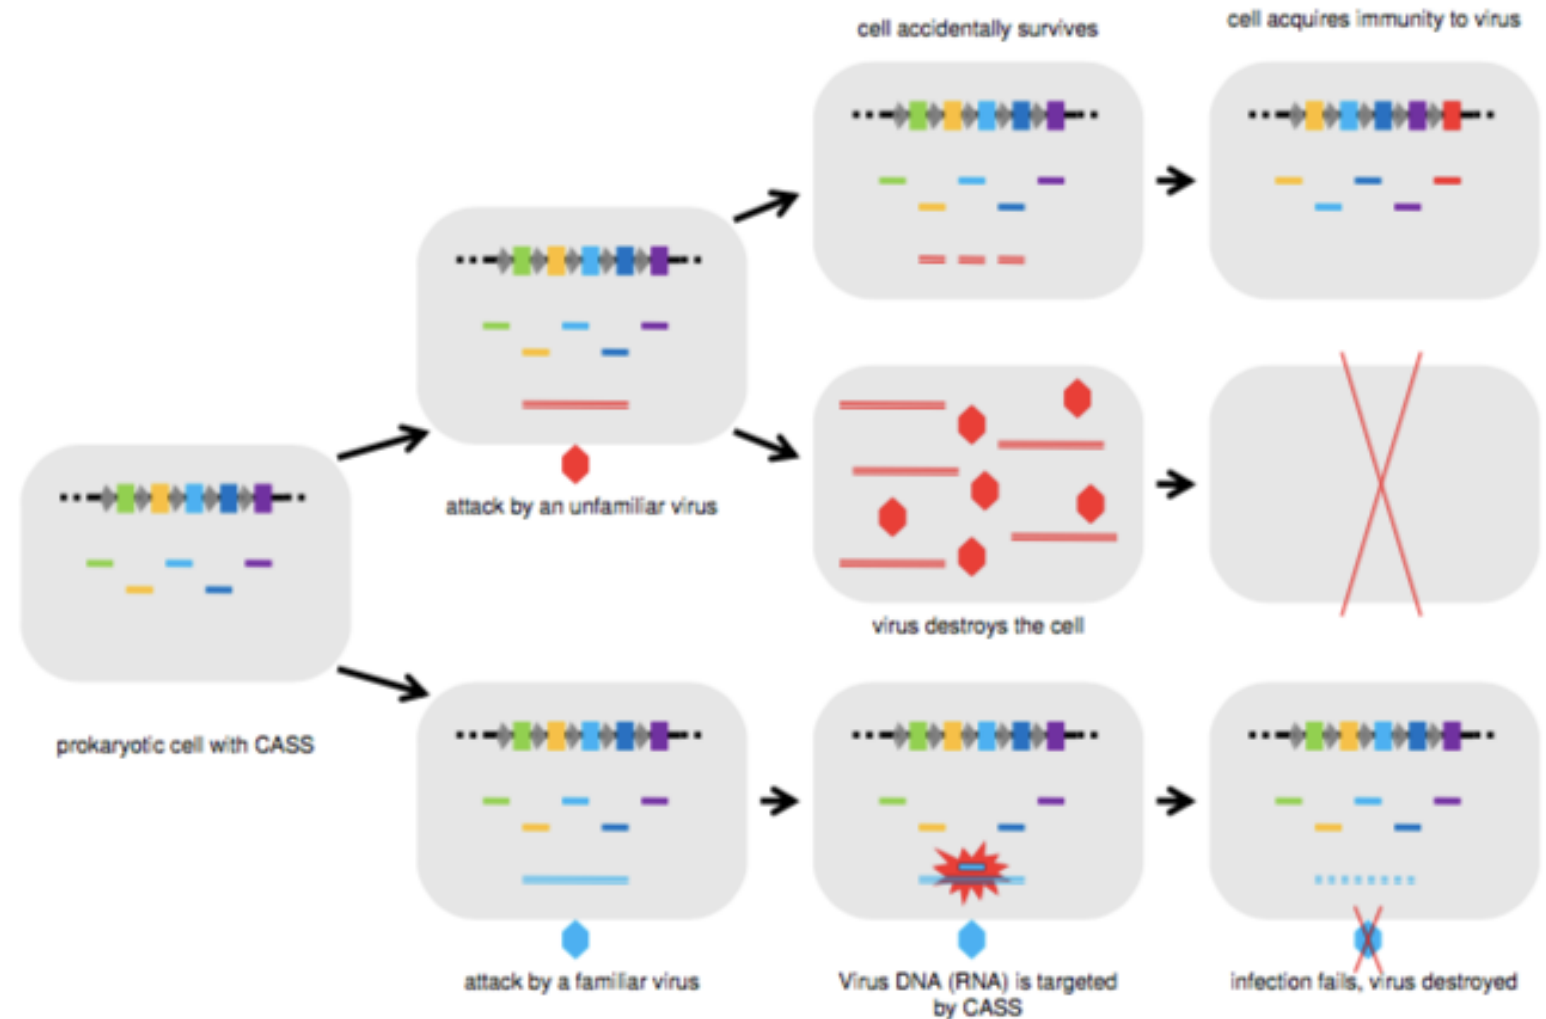 cell accidentally survives
cell acquires immunity to virus
attack by an unfamiliar virus
virus destroys the cell
prokaryotic cell with CASS
attack by a familiar virus
Virus DNA (RNA) is targeted
by CASS
infection fails, virus destroyed